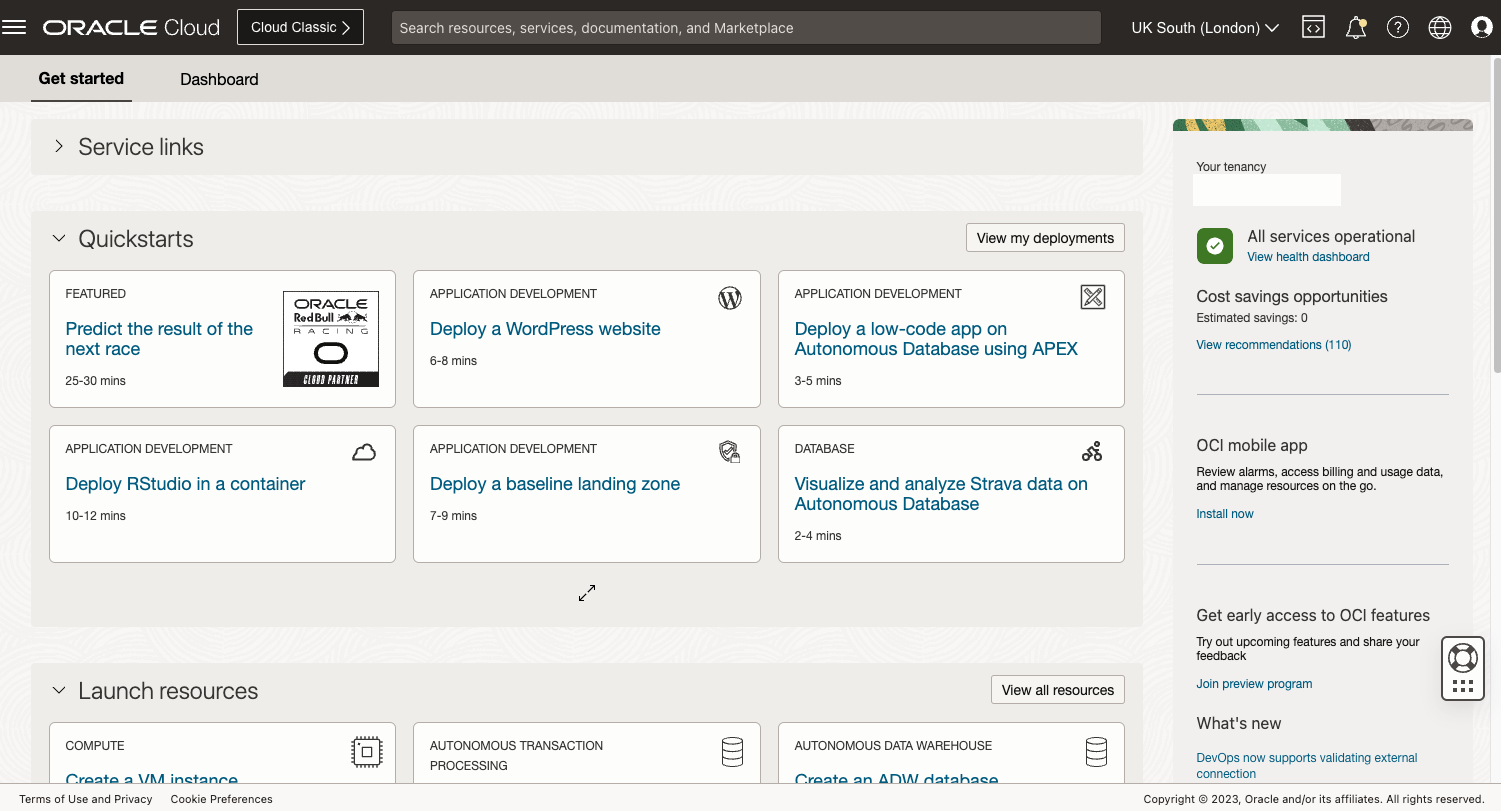 ORACLE Cloud
Cloud Classic
Search resources, services, documentation, and Marketplace
UK South (London)
Get started
Dashboard
Service links
Quickstarts
View my deployments
FEATURED
Predict the result of the
next race
25-30 mins
ORACLE
Red Bull
RACING
CLOUD PARTNER
APPLICATION DEVELOPMENT
Deploy a WordPress website
6-8 mins
APPLICATION DEVELOPMENT
Deploy a low-code app on
Autonomous Database using APEX
3-5 mins
APPLICATION DEVELOPMENT
Deploy RStudio in a container
10-12 mins
APPLICATION DEVELOPMENT
Deploy a baseline landing zone
7-9 mins
DATABASE
Visualize and analyze Strava data on
Autonomous Database
2-4 mins
Launch resources
View all resources
COMPUTE
Create a VM instance
AUTONOMOUS TRANSACTION
PROCESSING
AUTONOMOUS DATA WAREHOUSE
Create an ADW database
Your tenancy
All services operational
View health dashboard
Cost savings opportunities
Estimated savings: 0
View recommendations (110)
OCI mobile app
Review alarms, access billing and usage data,
and manage resources on the go.
Install now
Get early access to OCI features
Try out upcoming features and share your
feedback
Join preview program
What's new
DevOps now supports validating external
connection
Terms of Use and Privacy
Cookie Preferences
Copyright © 2023, Oracle and/or its affiliates. All rights reserved.